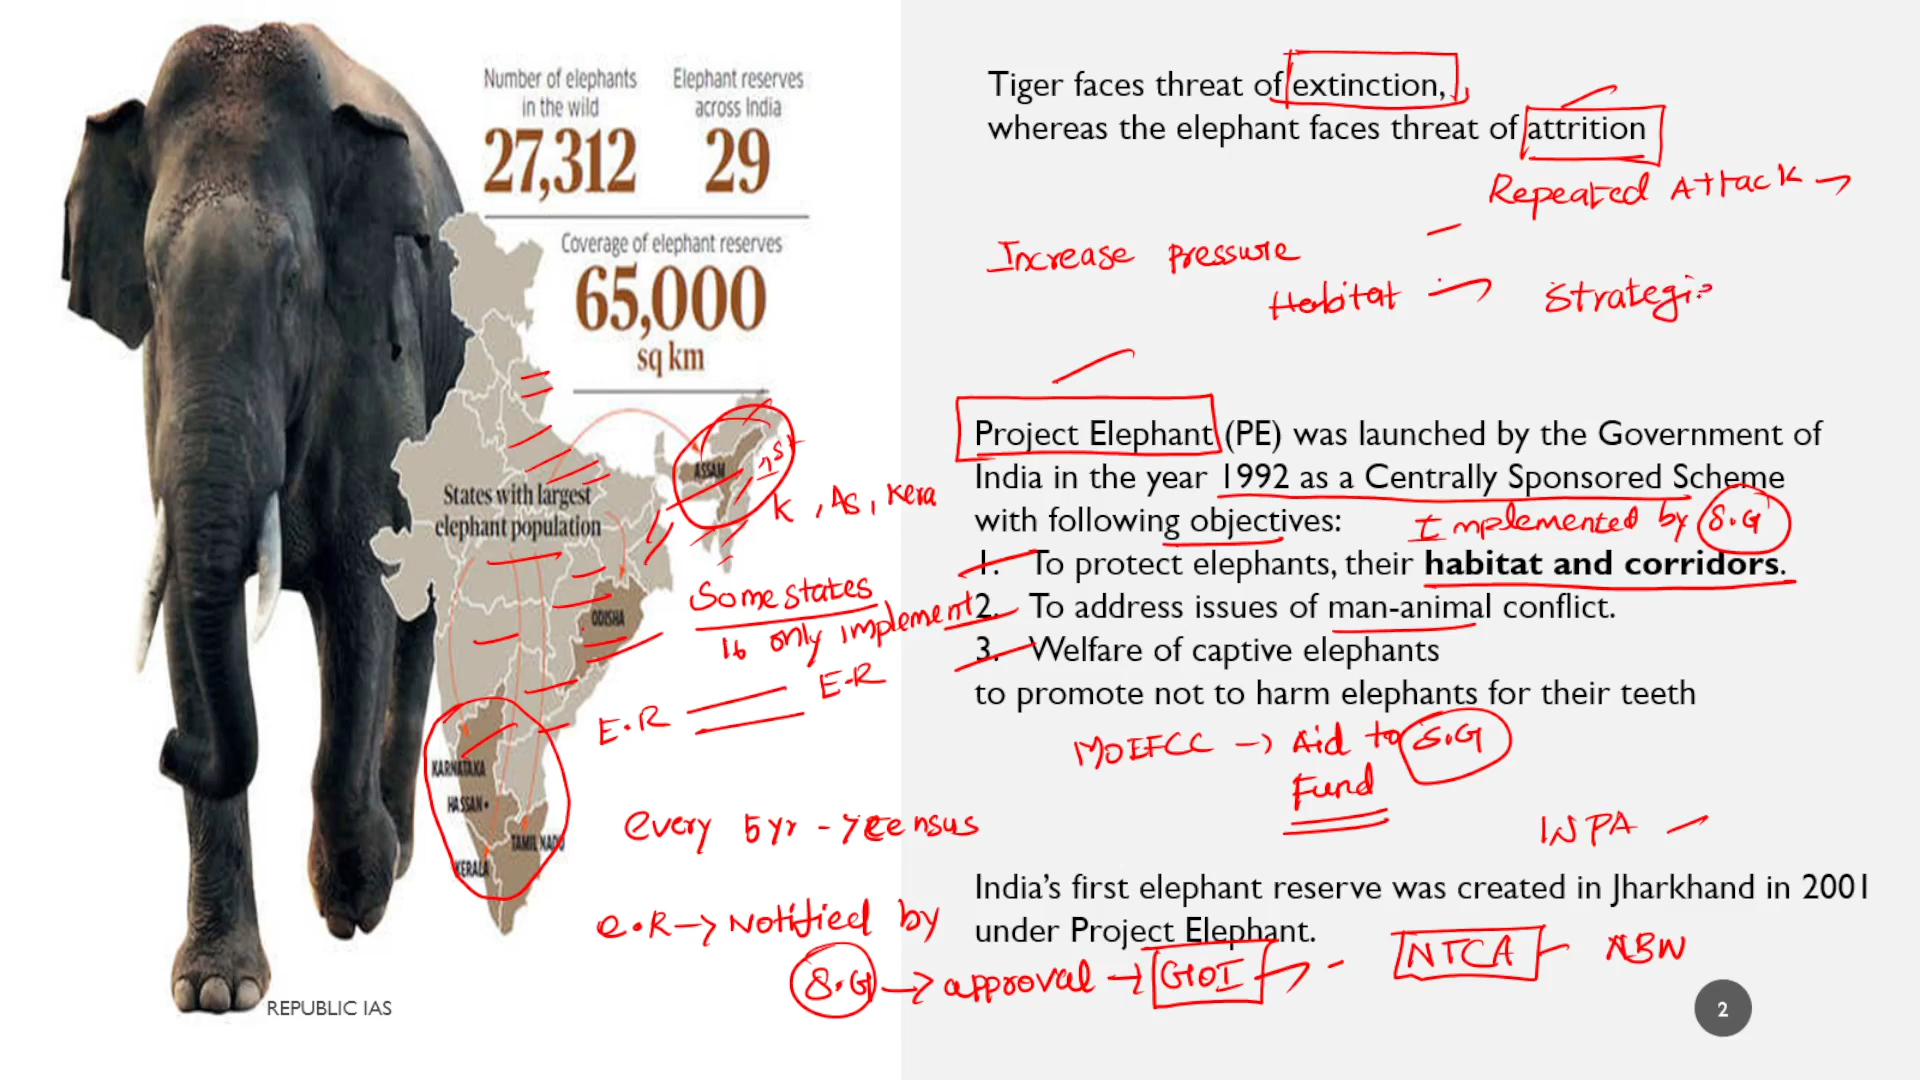 Number of elephants
in the wild
27,312
Elephant reserves
across India
29
Coverage of elephant reserves
65,000
sq km
States with largest
elephant population
ASSAM
1st
K, As, Kera
ODISHA
Some states
only implement
E.R
E.R
KARNATAKA
HASSAN
TAMIL NADU
KERALA
every 5yr -> census
e.R -> Notified by
S.G -> approval -> GOI
REPUBLIC IAS
Tiger faces threat of extinction,
whereas the elephant faces threat of attrition
Repeated Attack
Increase pressure
Habitat
Project Elephant (PE) was launched by the Government of
India in the year 1992 as a Centrally Sponsored Scheme
with following objectives:
Implemented by S.G
1. To protect elephants, their habitat and corridors.
2. To address issues of man-animal conflict.
3. Welfare of captive elephants
to promote not to harm elephants for their teeth
MOEFCC -> Aid to S.G
Fund
WPA
India's first elephant reserve was created in Jharkhand in 2001
under Project Elephant.
NTCA
2